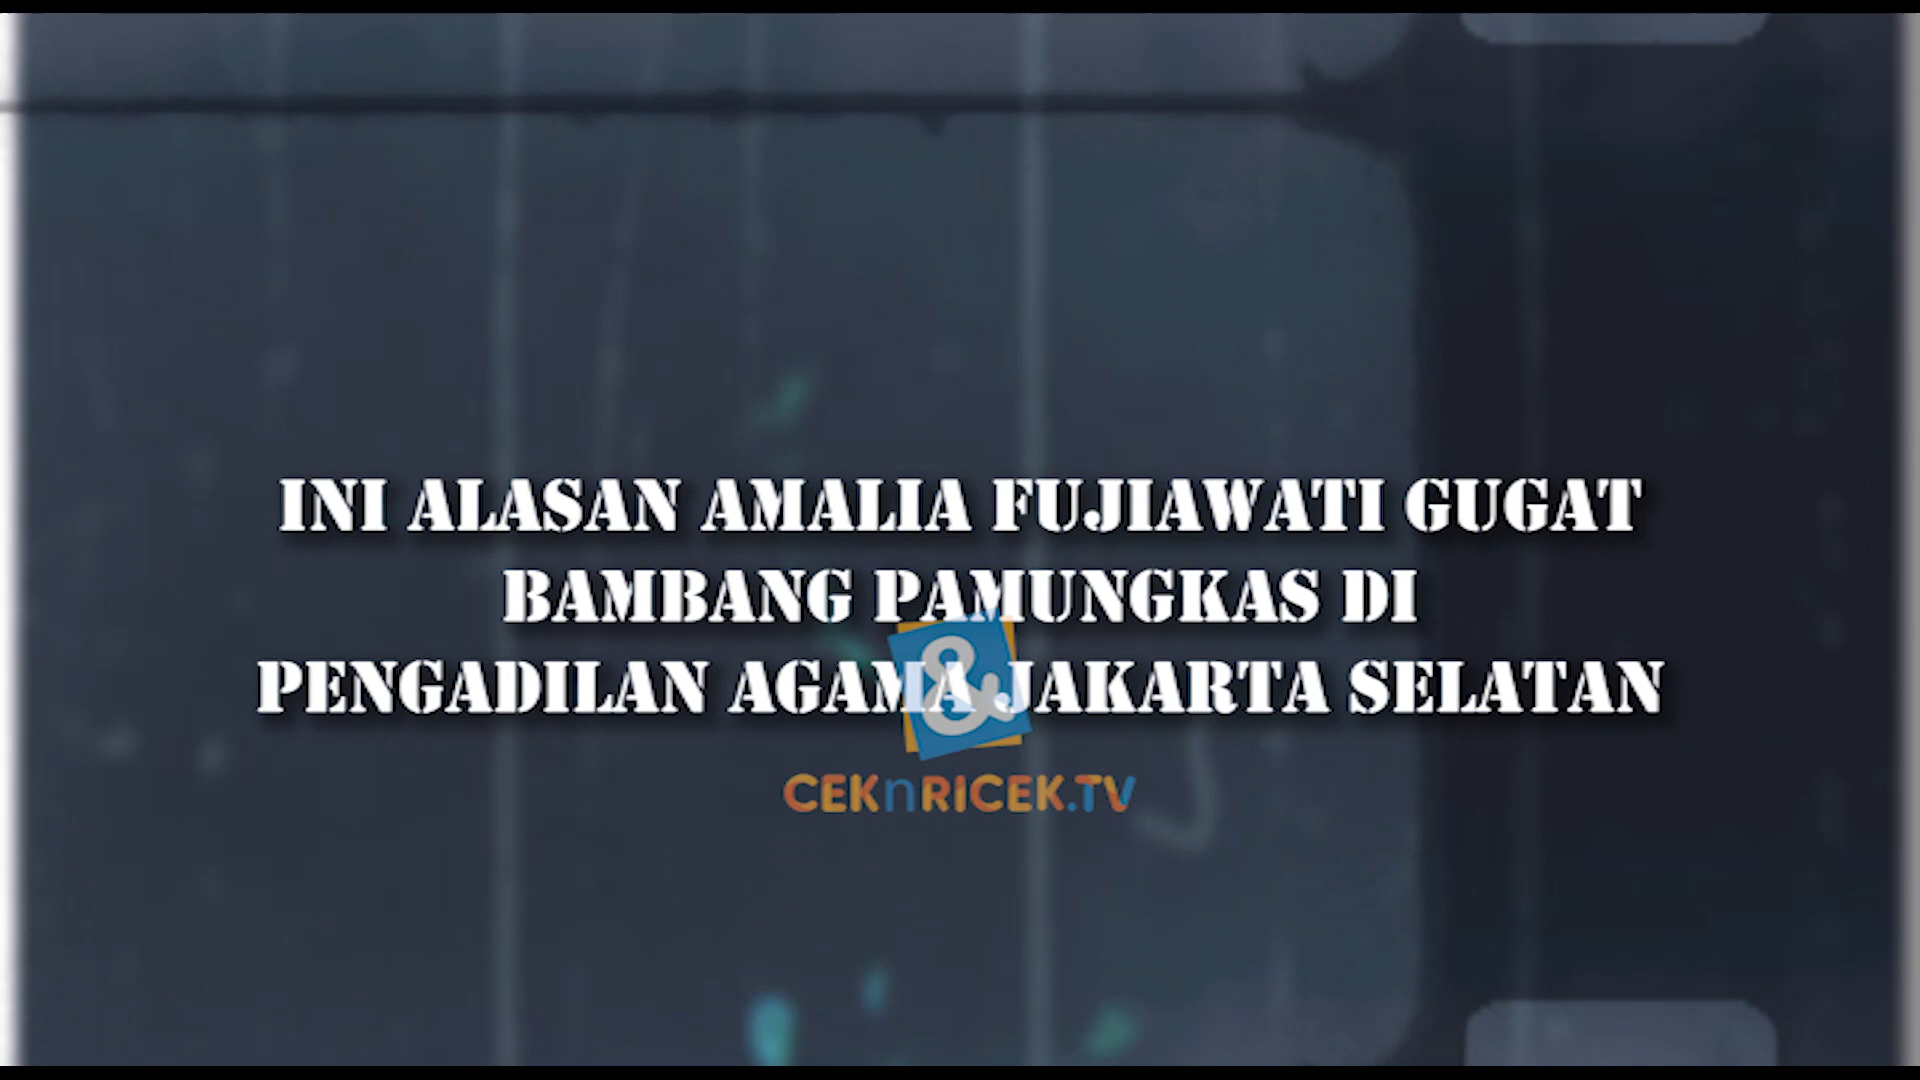 INI ALASAN AMALIA FUJIAWATI GUGAT
BAMBANG PAMUNGKAS DI
PENGADILAN AGAMA JAKARTA SELATAN
&
CEKnRICEK.TV